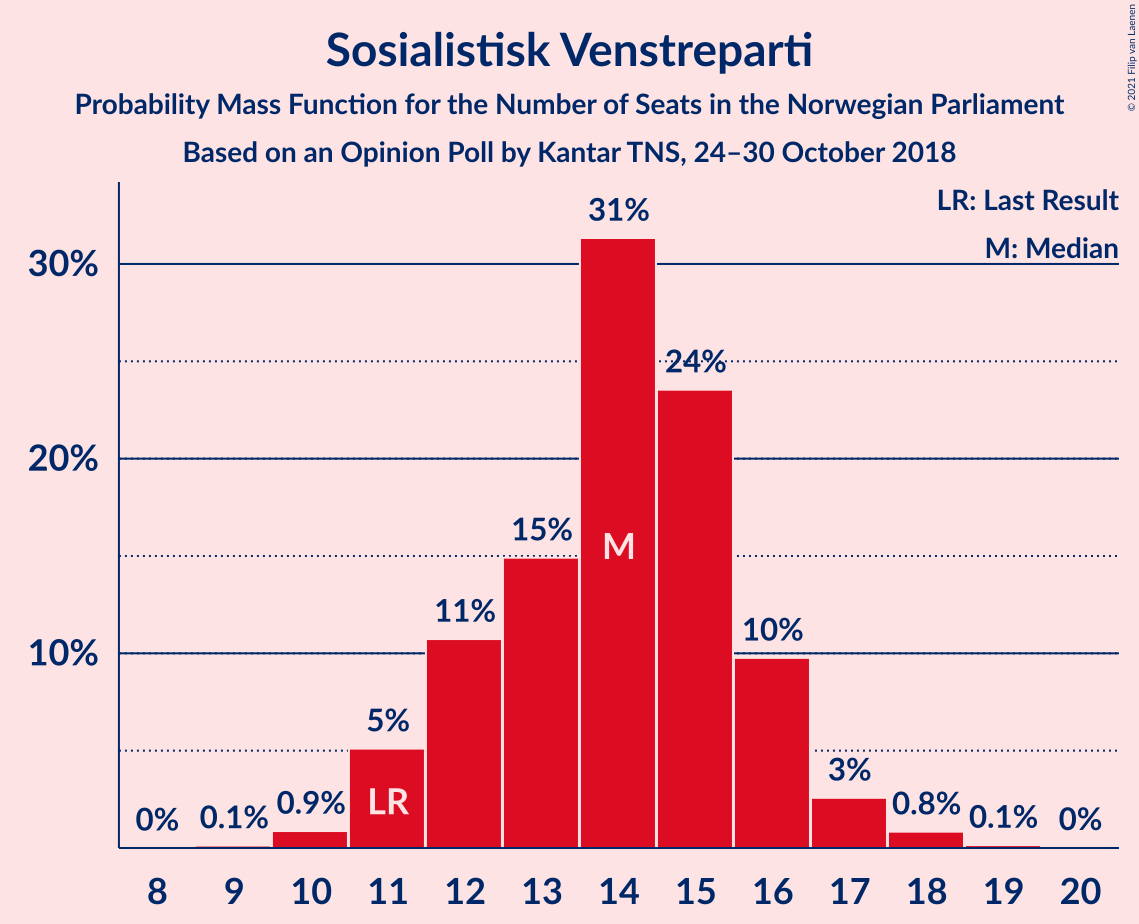 Sosialistisk Venstreparti
Probability Mass Function for the Number of Seats in the Norwegian Parliament
Based on an Opinion Poll by Kantar TNS, 24–30 October 2018
© 2021 Filip van Laenen
LR: Last Result
M: Median
30%
20%
10%
0%
0.1%
0.9%
5%
11%
15%
31%
24%
10%
3%
0.8%
0.1%
0%
LR
M
8 9 10 11 12 13 14 15 16 17 18 19 20